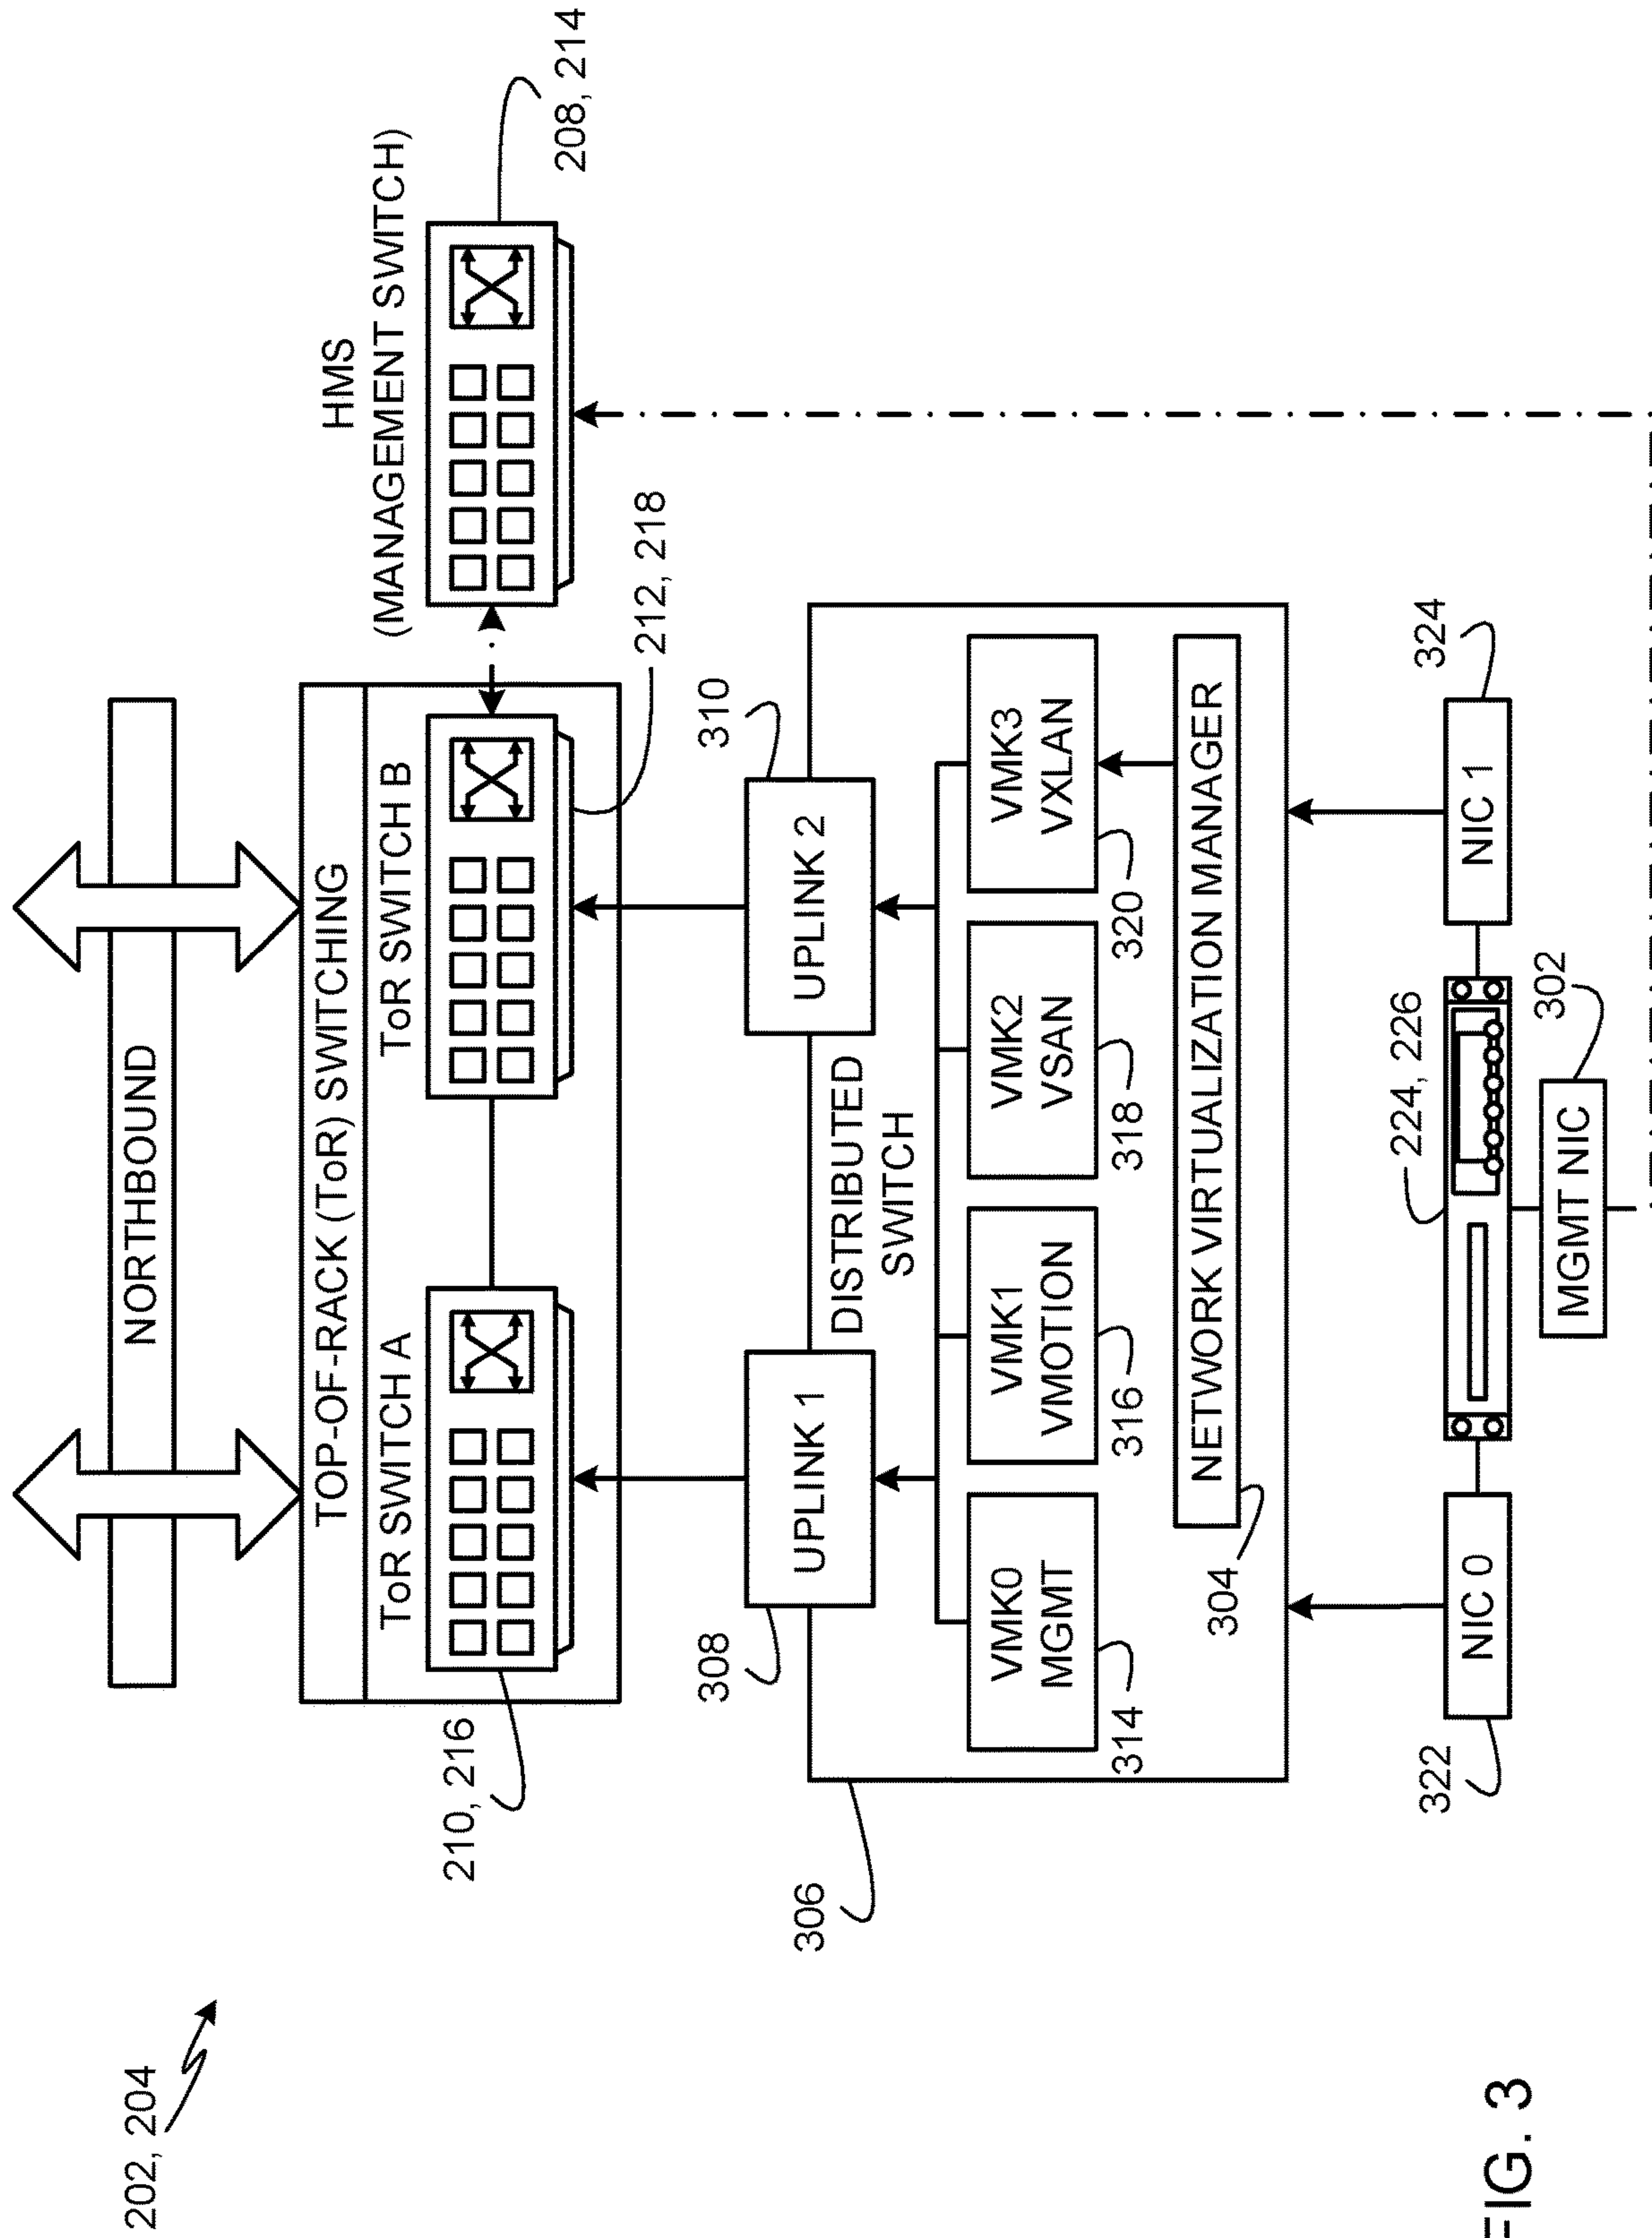 202, 204
NORTHBOUND
TOP-OF-RACK (ToR) SWITCHING
ToR SWITCH A
ToR SWITCH B
HMS
(MANAGEMENT SWITCH)
210, 216
212, 218
208, 214
308
UPLINK 1
310
UPLINK 2
306
DISTRIBUTED
SWITCH
VMK0
MGMT
314
VMK1
VMOTION
316
VMK2
VSAN
318
VMK3
VXLAN
320
NETWORK VIRTUALIZATION MANAGER
304
322
NIC 0
224, 226
324
NIC 1
302
MGMT NIC
FIG. 3